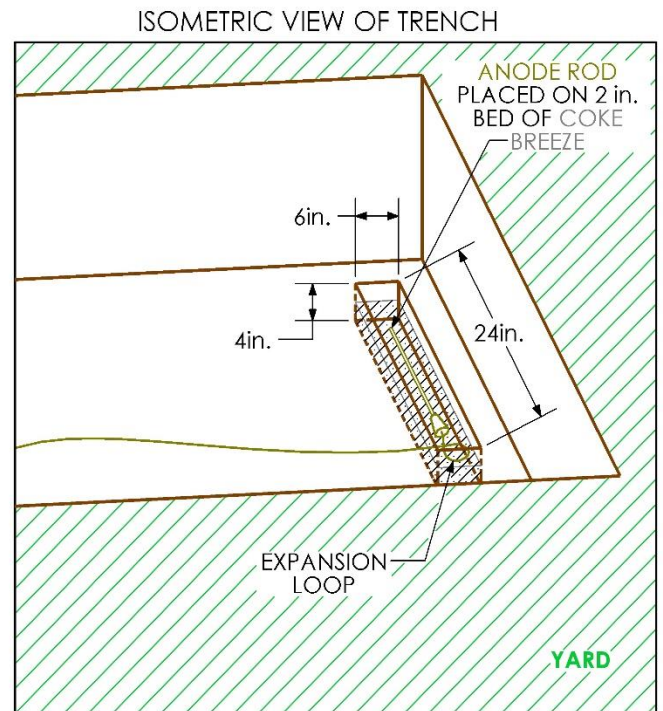 ISOMETRIC VIEW OF TRENCH
ANODE ROD
PLACED ON 2 in.
BED OF COKE
BREEZE
6in.
4in.
24in.
EXPANSION
LOOP
YARD